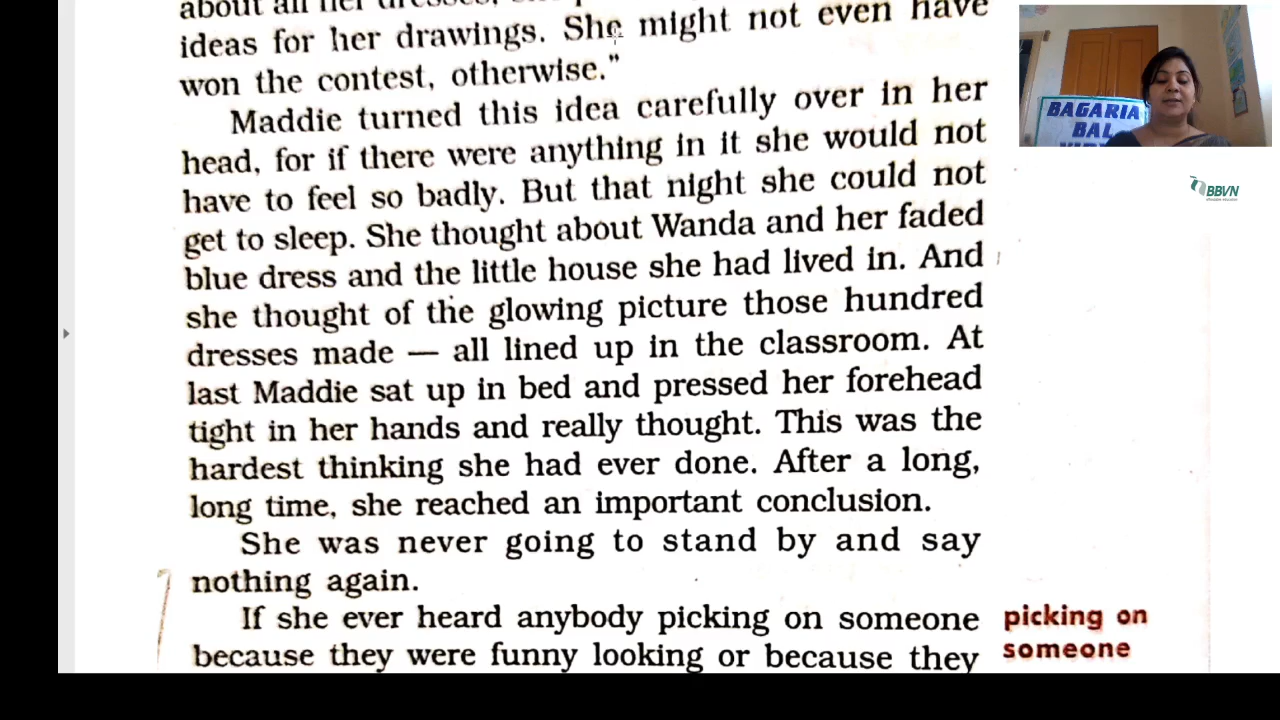 about all her dresses,
ideas for her drawings. She might not even have
won the contest, otherwise."
Maddie turned this idea carefully over in her
head, for if there were anything in it she would not
have to feel so badly. But that night she could not
get to sleep. She thought about Wanda and her faded
blue dress and the little house she had lived in. And
she thought of the glowing picture those hundred
dresses made — all lined up in the classroom. At
last Maddie sat up in bed and pressed her forehead
tight in her hands and really thought. This was the
hardest thinking she had ever done. After a long,
long time, she reached an important conclusion.
She was never going to stand by and say
nothing again.
If she ever heard anybody picking on someone
because they were funny looking or because they
picking on
someone
BAGARIA
BAL
BBVN